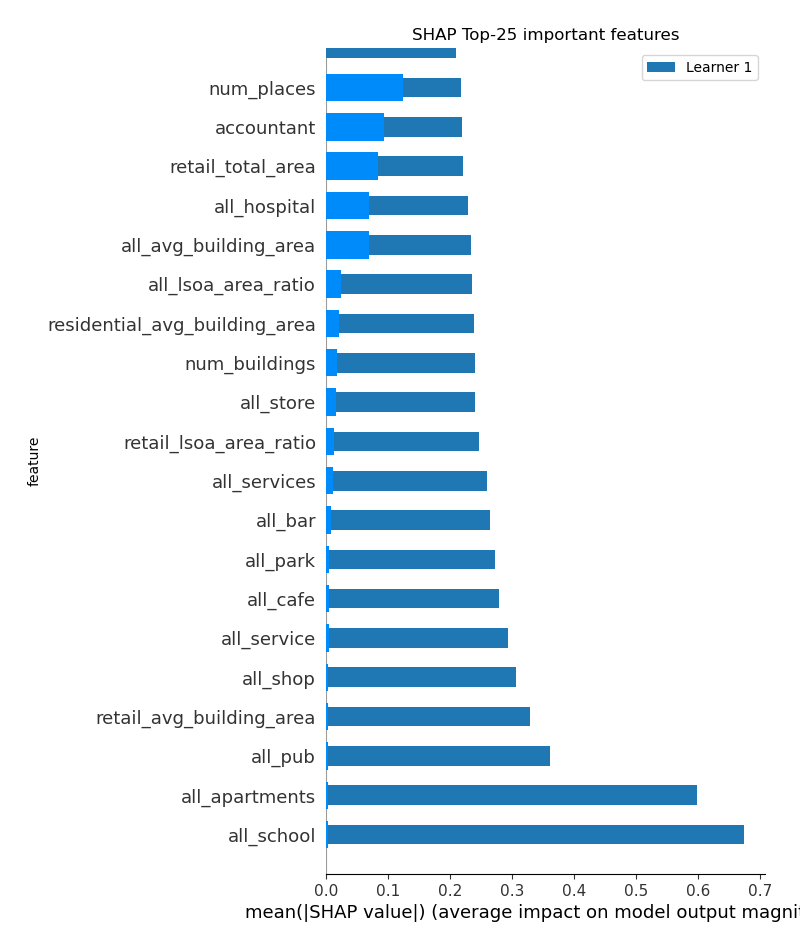 SHAP Top-25 important features
Learner 1
num_places
accountant
retail_total_area
all_hospital
all_avg_building_area
all_lsoa_area_ratio
residential_avg_building_area
num_buildings
all_store
retail_lsoa_area_ratio
all_services
all_bar
all_park
all_cafe
all_service
all_shop
retail_avg_building_area
all_pub
all_apartments
all_school
feature
0.0 0.1 0.2 0.3 0.4 0.5 0.6 0.7
mean(|SHAP value|) (average impact on model output magnit